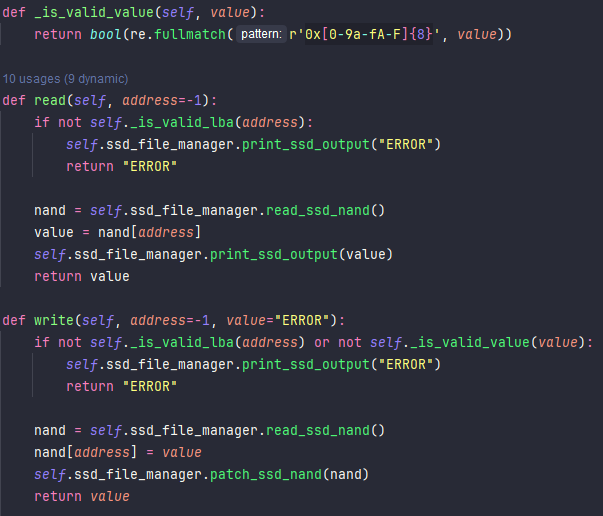 def _is_valid_value(self, value):
    return bool(re.fullmatch( pattern: r'0x[0-9a-fA-F]{8}', value))
10 usages (9 dynamic)
def read(self, address=-1):
    if not self._is_valid_lba(address):
        self.ssd_file_manager.print_ssd_output("ERROR")
        return "ERROR"
    nand = self.ssd_file_manager.read_ssd_nand()
    value = nand[address]
    self.ssd_file_manager.print_ssd_output(value)
    return value
def write(self, address=-1, value="ERROR"):
    if not self._is_valid_lba(address) or not self._is_valid_value(value):
        self.ssd_file_manager.print_ssd_output("ERROR")
        return "ERROR"
    nand = self.ssd_file_manager.read_ssd_nand()
    nand[address] = value
    self.ssd_file_manager.patch_ssd_nand(nand)
    return value